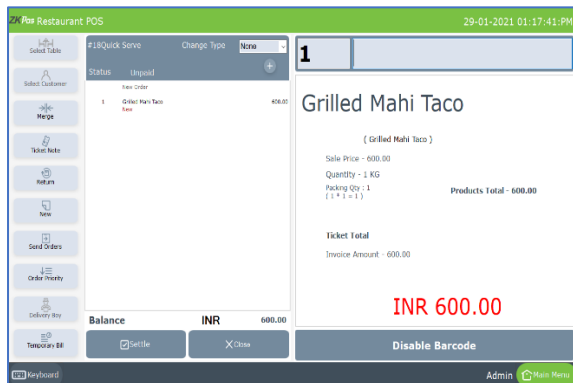 ZKPos Restaurant POS
29-01-2021 01:17:41:PM
Select Table
Select Customer
Merge
Ticket Note
Return
New
Send Orders
Order Priority
Delivery Boy
Temporary Bill
#18Quick Serve Change Type None
Status Unpaid
New Order
1 Grilled Mahi Taco 600.00
New
Balance INR 600.00
Settle
Close
1
Grilled Mahi Taco
( Grilled Mahi Taco )
Sale Price - 600.00
Quantity - 1 KG
Packing Qty : 1
( 1 * 1 = 1 )
Products Total - 600.00
Ticket Total
Invoice Amount - 600.00
INR 600.00
Disable Barcode
Keyboard
Admin
Main Menu